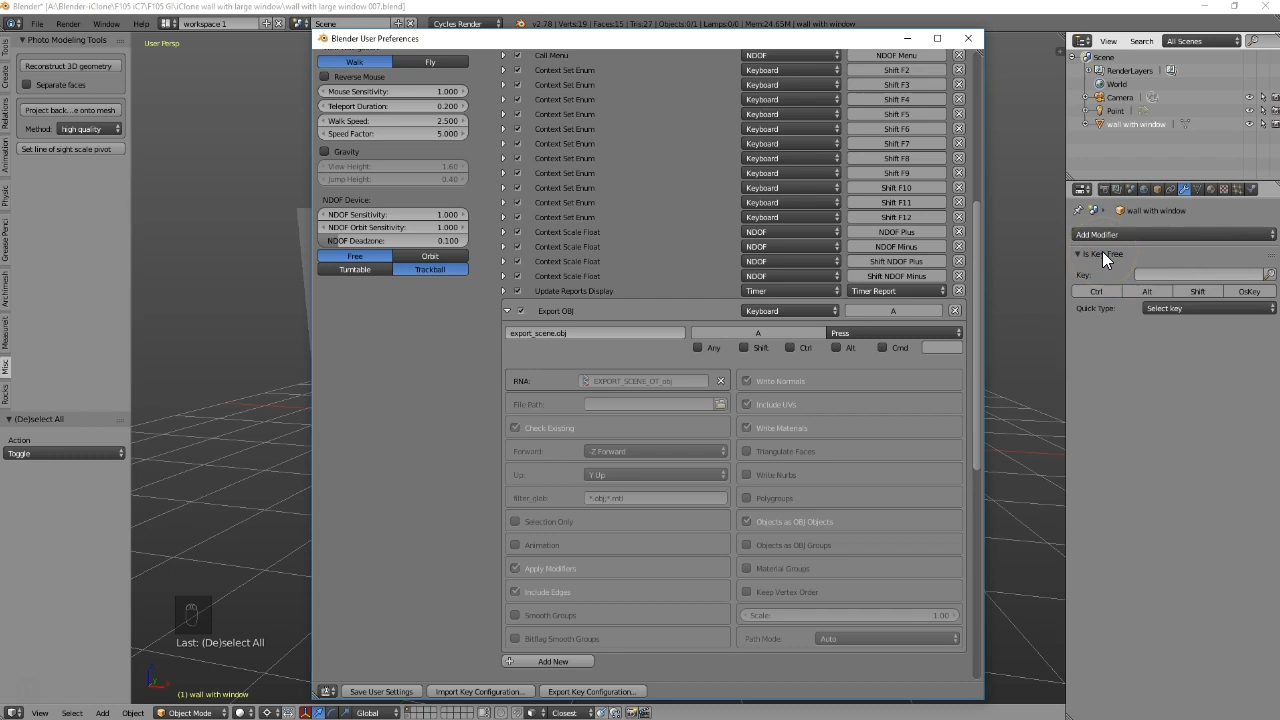 Blender* [A:\Blender-iClone\F105 iC7\F105 GI\iClone wall with large window\wall with large window 007.blend]
File Render Window Help workspace 1 Scene Cycles Render v2.78 | Verts:19 | Faces:15 | Tris:27 | Objects:0/1 | Lamps:0/0 | Mem:24.65M | wall with window
Photo Modeling Tools
Reconstruct 3D geometry
Separate faces
Project back...e onto mesh
Method: high quality
Set line of sight scale pivot
Tools
Create
Relations
Animation
Physic
Grease Penci
Archimesh
Measureit
Misc
Rocks
(De)select All
Action
Toggle
User Persp
Last: (De)select All
(1) wall with window
View Select Add Object Object Mode Global Closest
Blender User Preferences
Walk Fly
Reverse Mouse
Mouse Sensitivity: 1.000
Teleport Duration: 0.200
Walk Speed: 2.500
Speed Factor: 5.000
Gravity
View Height: 1.60
Jump Height: 0.40
NDOF Device:
NDOF Sensitivity: 1.000
NDOF Orbit Sensitivity: 1.000
NDOF Deadzone: 0.100
Free Orbit
Turntable Trackball
Call Menu NDOF NDOF Menu
Context Set Enum Keyboard Shift F2
Context Set Enum Keyboard Shift F3
Context Set Enum Keyboard Shift F4
Context Set Enum Keyboard Shift F5
Context Set Enum Keyboard Shift F6
Context Set Enum Keyboard Shift F7
Context Set Enum Keyboard Shift F8
Context Set Enum Keyboard Shift F9
Context Set Enum Keyboard Shift F10
Context Set Enum Keyboard Shift F11
Context Set Enum Keyboard Shift F12
Context Scale Float NDOF NDOF Plus
Context Scale Float NDOF NDOF Minus
Context Scale Float NDOF Shift NDOF Plus
Context Scale Float NDOF Shift NDOF Minus
Update Reports Display Timer Timer Report
Export OBJ Keyboard A
export_scene.obj A Press
Any Shift Ctrl Alt Cmd
RNA: EXPORT_SCENE_OT_obj Write Normals
File Path: Include UVs
Check Existing Write Materials
Forward: -Z Forward Triangulate Faces
Up: Y Up Write Nurbs
filter_glob: *.obj;*.mtl Polygroups
Selection Only Objects as OBJ Objects
Animation Objects as OBJ Groups
Apply Modifiers Material Groups
Include Edges Keep Vertex Order
Smooth Groups Scale: 1.00
Bitflag Smooth Groups Path Mode: Auto
Add New
Save User Settings Import Key Configuration... Export Key Configuration...
View Search All Scenes
Scene
RenderLayers
World
Camera
Point
wall with window
wall with window
Add Modifier
Is Key Free
Key:
Ctrl Alt Shift OsKey
Quick Type: Select key